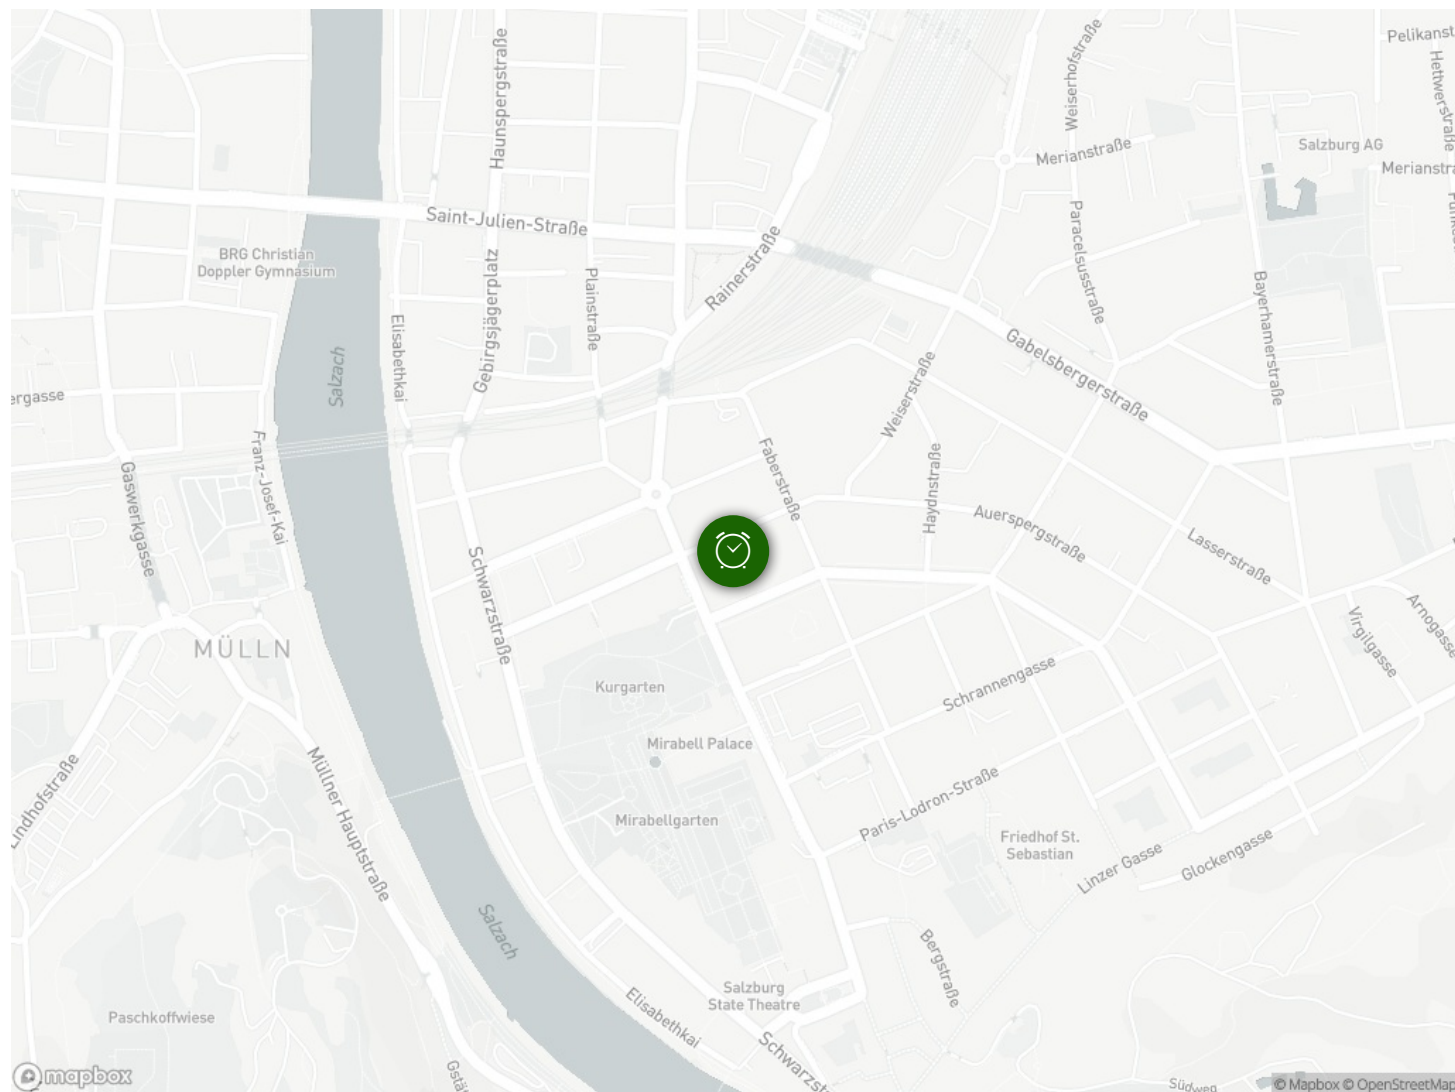 Haunspergstraße
Weiserhofstraße
Pelikanst
Hettwerstraße
Merianstraße
Salzburg AG
Merianstra
Saint-Julien-Straße
Paracelsusstraße
BRG Christian
Doppler Gymnasium
Rainerstraße
Plainstraße
Gebirgsjägerplatz
Bayerhamerstraße
Elisabethkai
Salzach
Gabelsbergerstraße
Weiserstraße
ergasse
Franz-Josef-Kai
Gaswerkgasse
Faberstraße
Haydnstraße
Auerspergstraße
Lasserstraße
Schwarzstraße
Virgilgasse
Arnogasse
MÜLLN
Schrannengasse
Kurgarten
Mirabell Palace
Müllner Hauptstraße
Lindhofstraße
Mirabellgarten
Paris-Lodron-Straße
Friedhof St.
Sebastian
Linzer Gasse
Glockengasse
Salzach
Bergstraße
Salzburg
State Theatre
Elisabethkai
Paschkoffwiese
Schwarzstr
Gstä
Südweg
mapbox
© Mapbox © OpenStreetMap